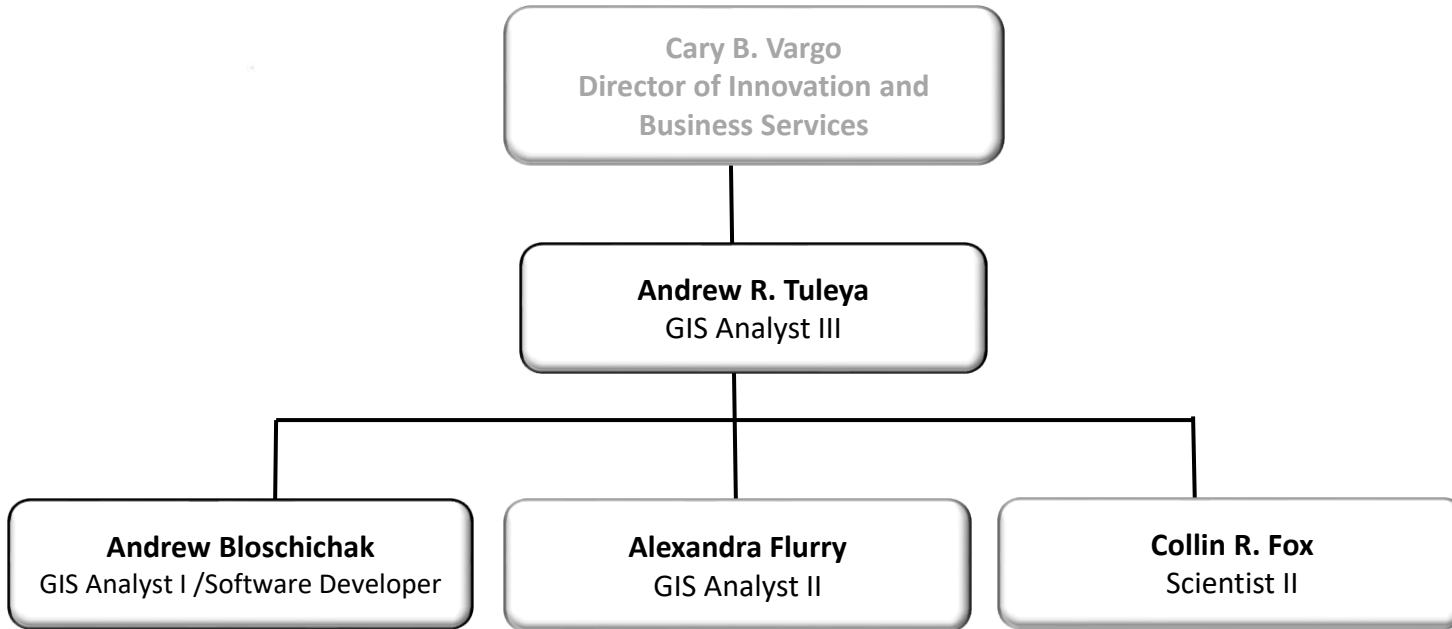 Cary B. Vargo
Director of Innovation and
Business Services
Andrew R. Tuleya
GIS Analyst III
Andrew Bloschichak
GIS Analyst I /Software Developer
Alexandra Flurry
GIS Analyst II
Collin R. Fox
Scientist II